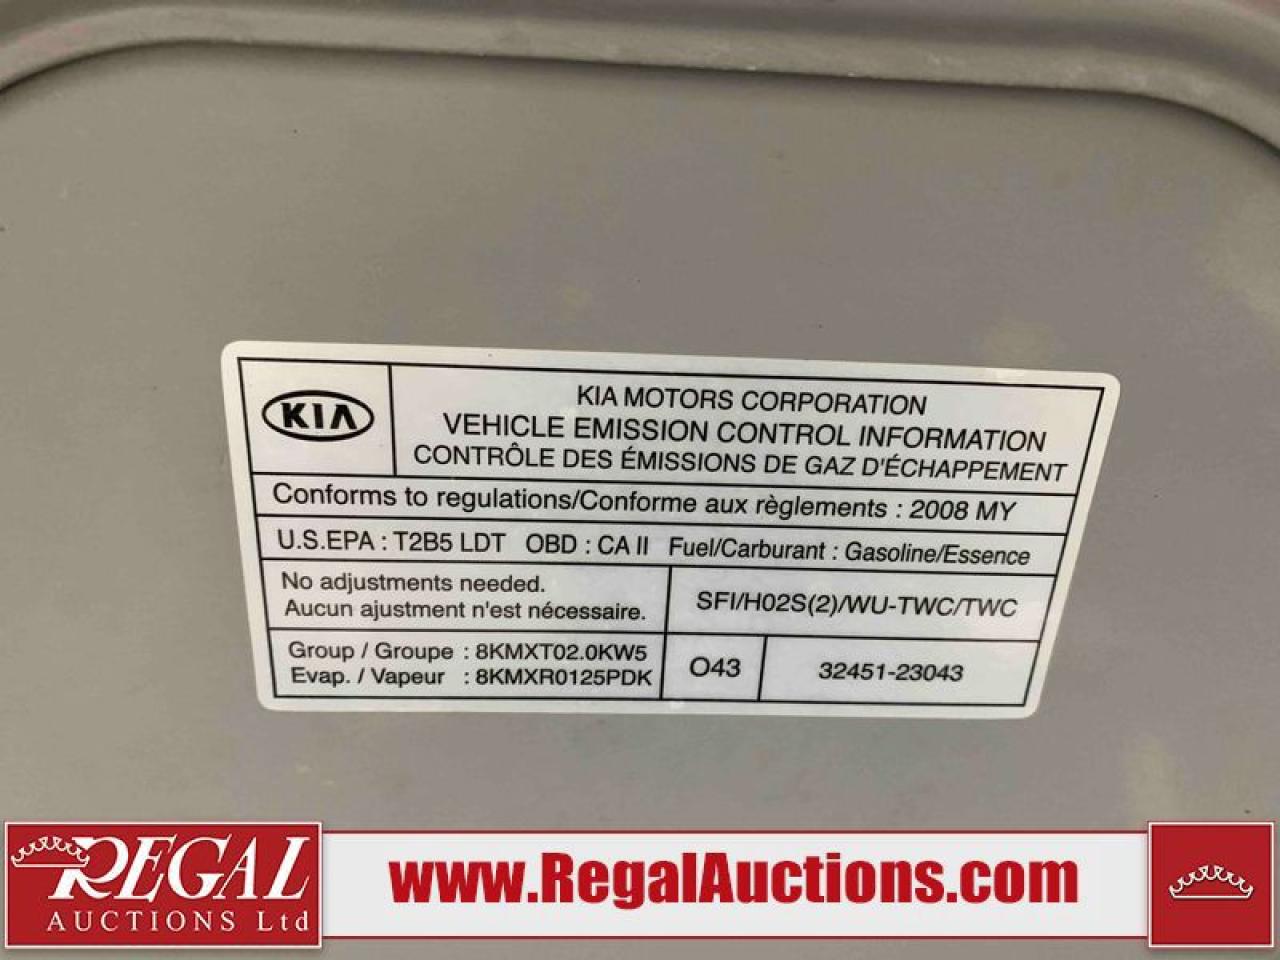 KIA
KIA MOTORS CORPORATION
VEHICLE EMISSION CONTROL INFORMATION
CONTRÔLE DES ÉMISSIONS DE GAZ D'ÉCHAPPEMENT
Conforms to regulations/Conforme aux règlements : 2008 MY
U.S.EPA : T2B5 LDT OBD : CA II Fuel/Carburant : Gasoline/Essence
No adjustments needed.
Aucun ajustment n'est nécessaire.
SFI/H02S(2)/WU-TWC/TWC
Group / Groupe : 8KMXT02.0KW5
Evap. / Vapeur : 8KMXR0125PDK
O43
32451-23043
REGAL
AUCTIONS Ltd
www.RegalAuctions.com